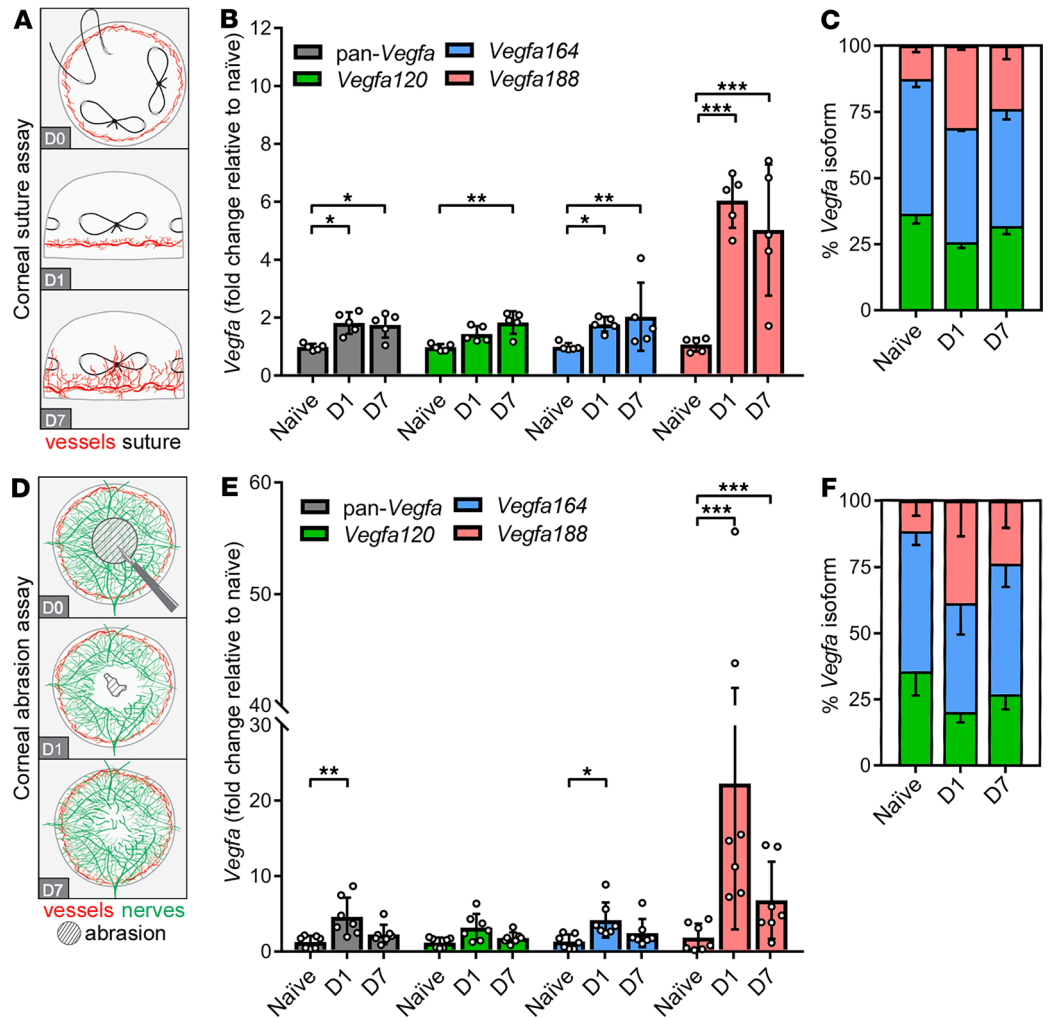 A
Corneal suture assay
D0
D1
D7
vessels suture
B
Vegfa (fold change relative to naïve)
12
10
8
6
4
2
0
pan-Vegfa
Vegfa120
Vegfa164
Vegfa188
* * ** * ** *** ***
Naïve D1 D7 Naïve D1 D7 Naïve D1 D7 Naïve D1 D7
C
% Vegfa isoform
100
75
50
25
0
Naïve D1 D7
D
Corneal abrasion assay
D0
D1
D7
vessels nerves
abrasion
E
Vegfa (fold change relative to naïve)
60
50
40
30
20
10
0
pan-Vegfa
Vegfa120
Vegfa164
Vegfa188
** * *** ***
Naïve D1 D7 Naïve D1 D7 Naïve D1 D7 Naïve D1 D7
F
% Vegfa isoform
100
75
50
25
0
Naïve D1 D7